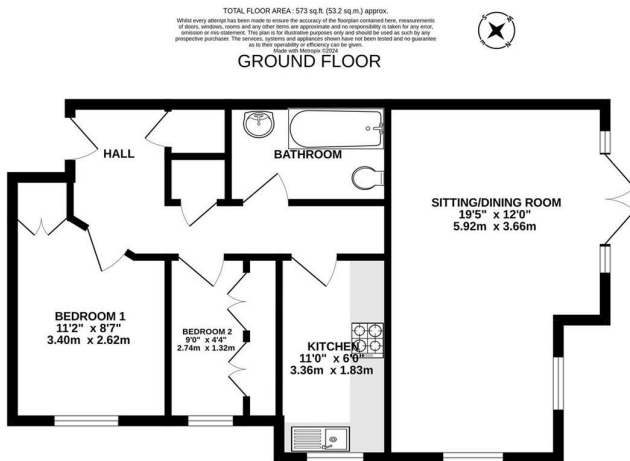 TOTAL FLOOR AREA : 573 sq.ft. (53.2 sq.m.) approx.
Whilst every attempt has been made to ensure the accuracy of the floorplan contained here, measurements
of doors, windows, rooms and any other items are approximate and no responsibility is taken for any error,
omission or mis-statement. This plan is for illustrative purposes only and should be used as such by any
prospective purchaser. The services, systems and appliances shown have not been tested and no guarantee
as to their operability or efficiency can be given.
Made with Metropix ©2024
GROUND FLOOR
HALL
BATHROOM
SITTING/DINING ROOM
19'5" x 12'0"
5.92m x 3.66m
BEDROOM 1
11'2" x 8'7"
3.40m x 2.62m
BEDROOM 2
9'0" x 4'4"
2.74m x 1.32m
KITCHEN
11'0" x 6'0"
3.36m x 1.83m